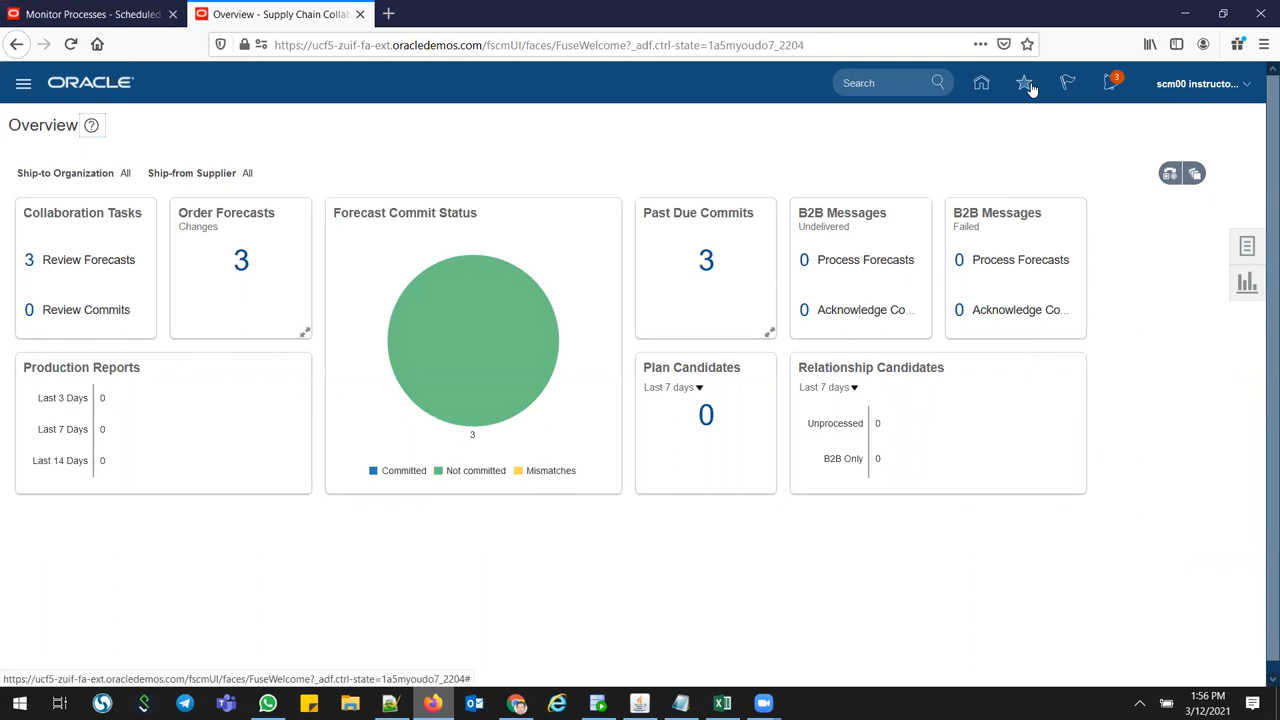 Monitor Processes - Scheduled
Overview - Supply Chain Collab
https://ucf5-zuif-fa-ext.oracledemos.com/fscmUI/faces/FuseWelcome?_adf.ctrl-state=1a5myoudo7_2204
ORACLE
Search
3
scm00 instructo...
Overview
Ship-to Organization All Ship-from Supplier All
Collaboration Tasks
3 Review Forecasts
0 Review Commits
Order Forecasts
Changes
3
Forecast Commit Status
3
Committed Not committed Mismatches
Past Due Commits
3
B2B Messages
Undelivered
0 Process Forecasts
0 Acknowledge Co...
B2B Messages
Failed
0 Process Forecasts
0 Acknowledge Co...
Production Reports
Last 3 Days 0
Last 7 Days 0
Last 14 Days 0
Plan Candidates
Last 7 days
0
Relationship Candidates
Last 7 days
Unprocessed 0
B2B Only 0
https://ucf5-zuif-fa-ext.oracledemos.com/fscmUI/faces/FuseWelcome?_adf.ctrl-state=1a5myoudo7_2204#
1:56 PM
3/12/2021